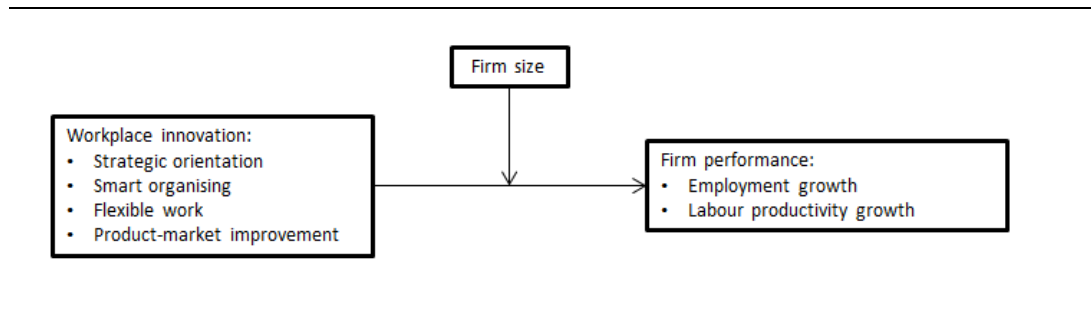 Firm size
Workplace innovation:
• Strategic orientation
• Smart organising
• Flexible work
• Product-market improvement
Firm performance:
• Employment growth
• Labour productivity growth